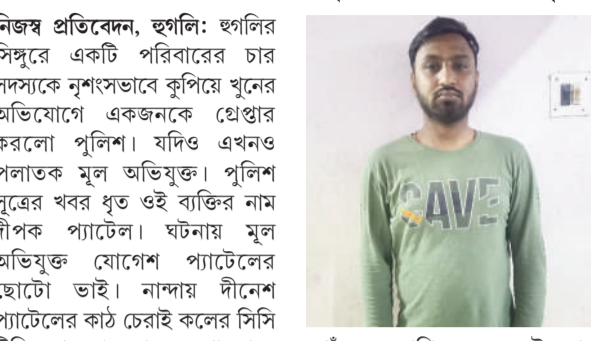 নিজস্ব প্রতিবেদন, হুগলি: হুগলির
সিঙ্গুরে একটি পরিবারের চার
সদস্যকে নৃশংসভাবে কুপিয়ে খুনের
অভিযোগে একজনকে গ্রেপ্তার
করলো পুলিশ। যদিও এখনও
পলাতক মূল অভিযুক্ত। পুলিশ
সূত্রের খবর ধৃত ওই ব্যক্তির নাম
দীপক প্যাটেল। ঘটনায় মূল
অভিযুক্ত যোগেশ প্যাটেলের
ছোটো ভাই। নান্দায় দীনেশ
প্যাটেলের কাঠ চেরাই কলের সিসি